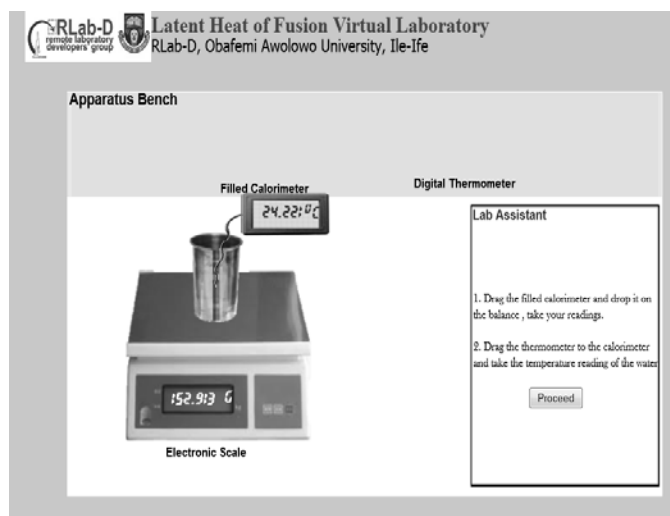 RLab-D
remote laboratory
developers' group
Latent Heat of Fusion Virtual Laboratory
RLab-D, Obafemi Awolowo University, Ile-Ife
Apparatus Bench
Filled Calorimeter
Digital Thermometer
24.22:°C
Lab Assistant
1. Drag the filled calorimeter and drop it on
the balance , take your readings.
2. Drag the thermometer to the calorimeter
and take the temperature reading of the water
Proceed
152.913 G
Electronic Scale